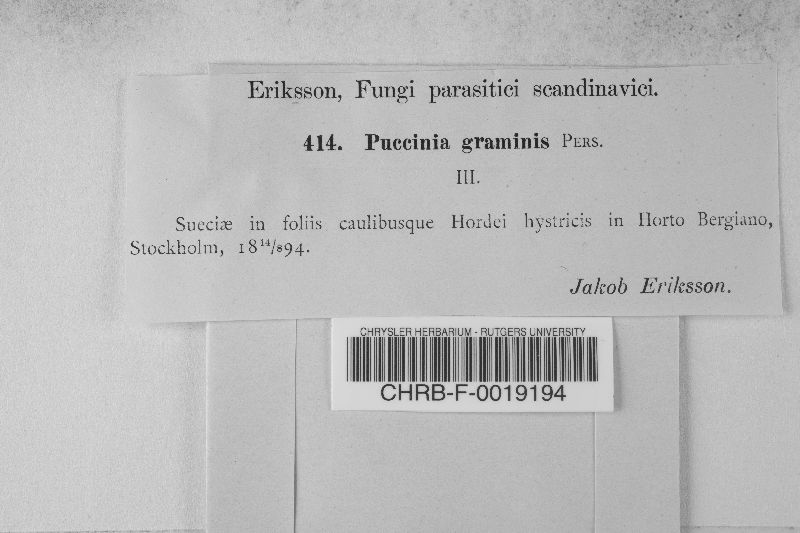 Eriksson, Fungi parasitici scandinavici.
414. Puccinia graminis PERS.
III.
Sueciæ in foliis caulibusque Hordei hystricis in Horto Bergiano,
Stockholm, 18 14/8 94.
Jakob Eriksson.
CHRYSLER HERBARIUM - RUTGERS UNIVERSITY
CHRB-F-0019194